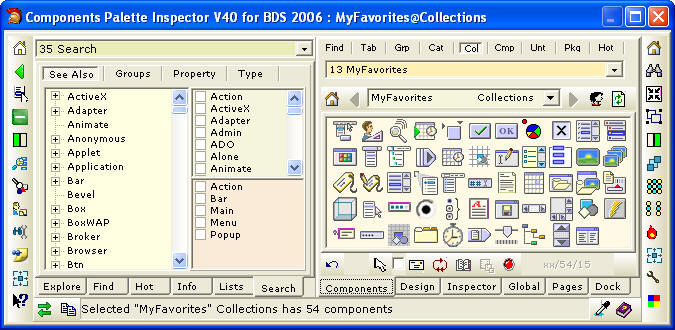 Components Palette Inspector V40 for BDS 2006 : MyFavorites@Collections
35 Search
See Also Groups Property Type
ActiveX
Adapter
Animate
Anonymous
Applet
Application
Bar
Bevel
Box
BoxWAP
Broker
Browser
Btn
Action
ActiveX
Adapter
Admin
ADO
Alone
Animate
Action
Bar
Main
Menu
Popup
Explore Find Hot Info Lists Search
Find Tab Grp Cat Col Cmp Unt Pkg Hot
13 MyFavorites
MyFavorites Collections
OK
xx/54/15
Components Design Inspector Global Pages Dock
Selected "MyFavorites" Collections has 54 components